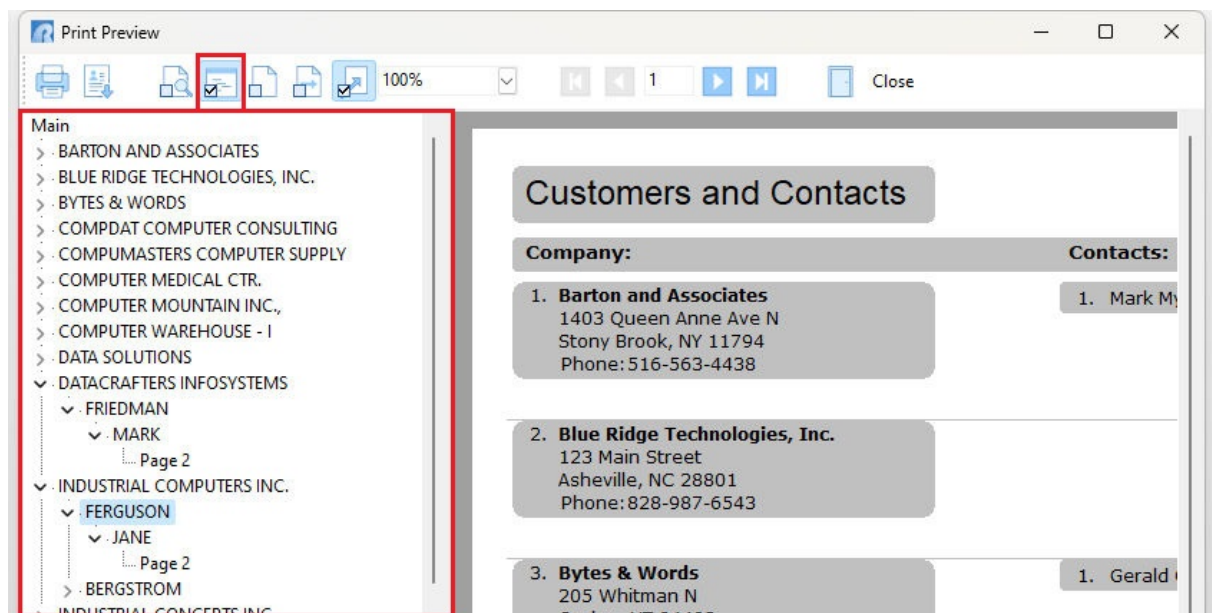 Print Preview
100%
1
Close
Main
BARTON AND ASSOCIATES
BLUE RIDGE TECHNOLOGIES, INC.
BYTES & WORDS
COMPDAT COMPUTER CONSULTING
COMPUMASTERS COMPUTER SUPPLY
COMPUTER MEDICAL CTR.
COMPUTER MOUNTAIN INC.,
COMPUTER WAREHOUSE - I
DATA SOLUTIONS
DATACRAFTERS INFOSYSTEMS
FRIEDMAN
MARK
Page 2
INDUSTRIAL COMPUTERS INC.
FERGUSON
JANE
Page 2
BERGSTROM
INDUSTRIAL CONCEPTS INC
Customers and Contacts
Company: Contacts:
1. Barton and Associates 1. Mark My
1403 Queen Anne Ave N
Stony Brook, NY 11794
Phone: 516-563-4438
2. Blue Ridge Technologies, Inc.
123 Main Street
Asheville, NC 28801
Phone: 828-987-6543
3. Bytes & Words 1. Gerald
205 Whitman N